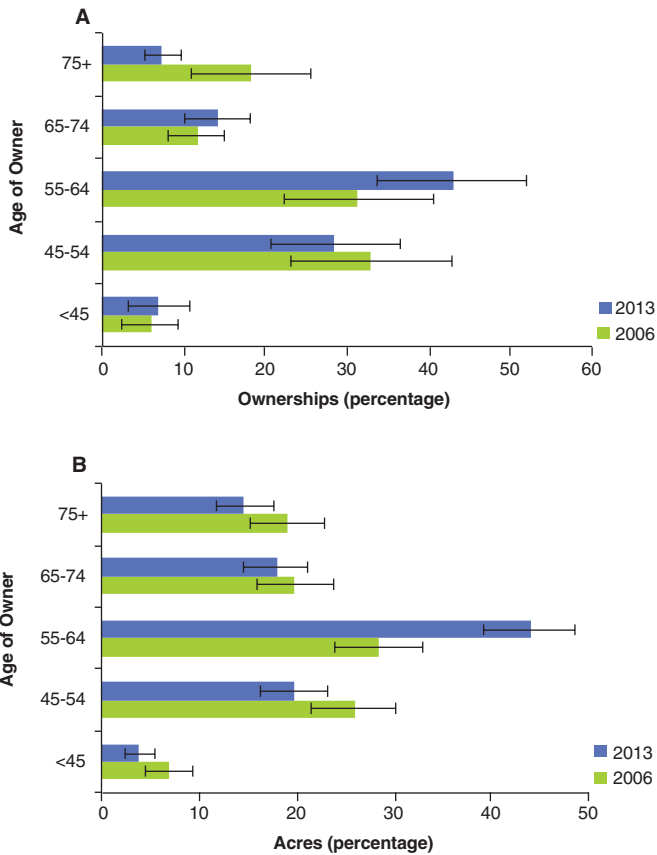 A
Age of Owner
75+
65-74
55-64
45-54
<45
2013
2006
0 10 20 30 40 50 60
Ownerships (percentage)
B
Age of Owner
75+
65-74
55-64
45-54
<45
2013
2006
0 10 20 30 40 50
Acres (percentage)